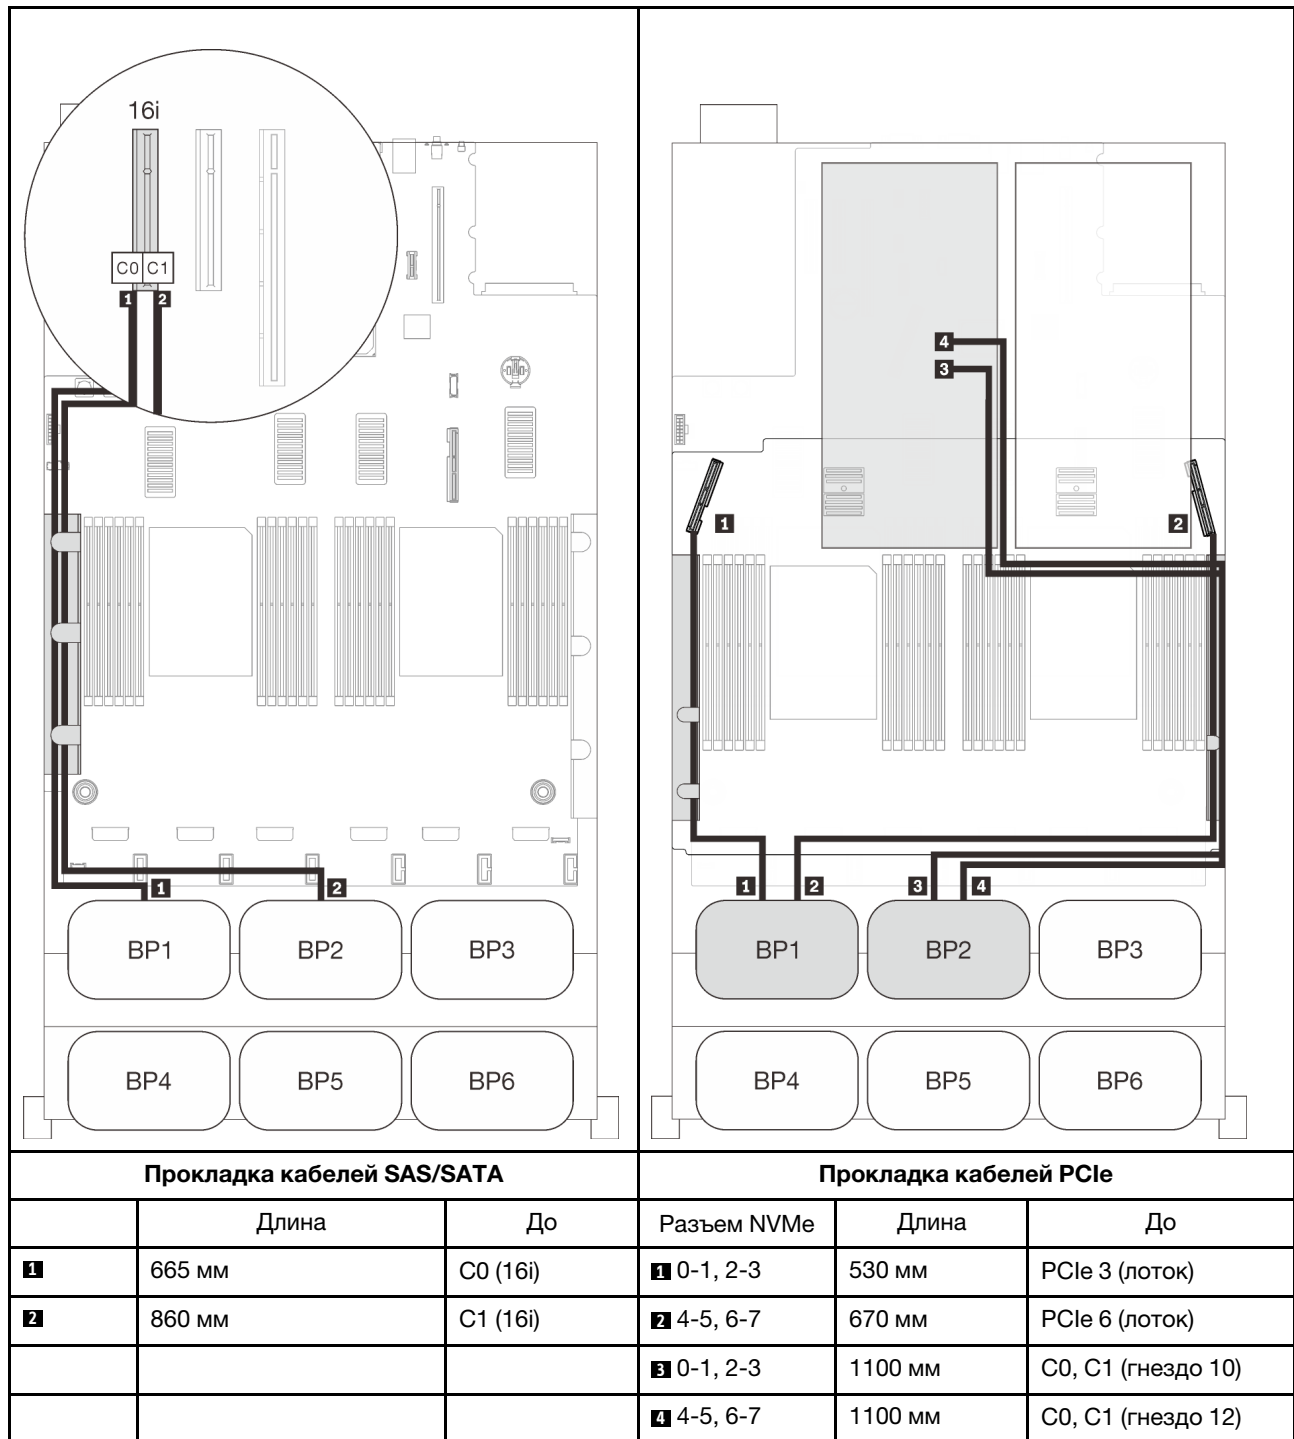 16i
C0 C1
1 2
1 2
BP1 BP2 BP3
BP4 BP5 BP6
4
3
1 2
1 2 3 4
BP1 BP2 BP3
BP4 BP5 BP6
Прокладка кабелей SAS/SATA
Прокладка кабелей PCIe
Длина До Разъем NVMe Длина До
1 665 мм C0 (16i) 1 0-1, 2-3 530 мм PCIe 3 (лоток)
2 860 мм C1 (16i) 2 4-5, 6-7 670 мм PCIe 6 (лоток)
3 0-1, 2-3 1100 мм C0, C1 (гнездо 10)
4 4-5, 6-7 1100 мм C0, C1 (гнездо 12)